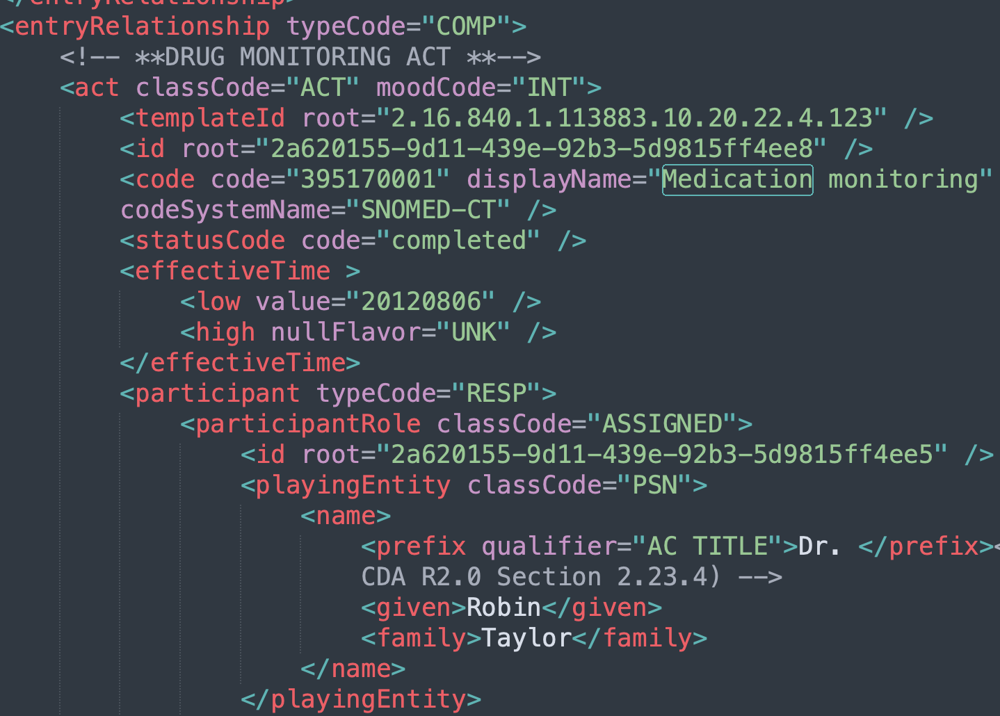 </entryRelationship>
<entryRelationship typeCode="COMP">
<!-- **DRUG MONITORING ACT **-->
<act classCode="ACT" moodCode="INT">
<templateId root="2.16.840.1.113883.10.20.22.4.123" />
<id root="2a620155-9d11-439e-92b3-5d9815ff4ee8" />
<code code="395170001" displayName="Medication monitoring"
codeSystemName="SNOMED-CT" />
<statusCode code="completed" />
<effectiveTime >
<low value="20120806" />
<high nullFlavor="UNK" />
</effectiveTime>
<participant typeCode="RESP">
<participantRole classCode="ASSIGNED">
<id root="2a620155-9d11-439e-92b3-5d9815ff4ee5" />
<playingEntity classCode="PSN">
<name>
<prefix qualifier="AC TITLE">Dr. </prefix><
CDA R2.0 Section 2.23.4) -->
<given>Robin</given>
<family>Taylor</family>
</name>
</playingEntity>